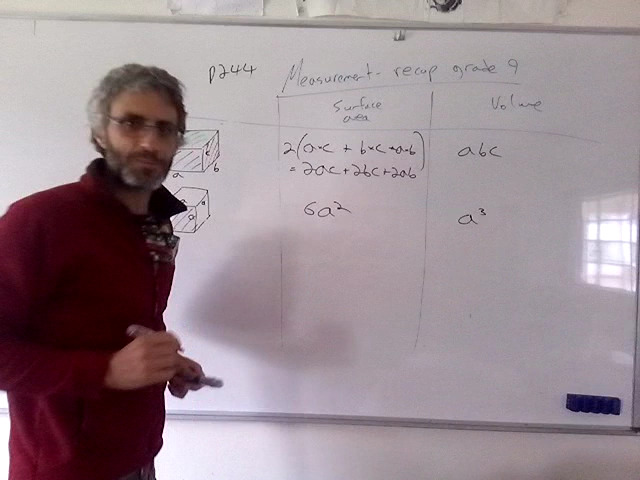 p244 Measurement - recap grade 9
Surface area
Volume
2(a×c + b×c + a×b)
= 2ac + 2bc + 2ab
abc
c
a
b
6a²
a³
a
a